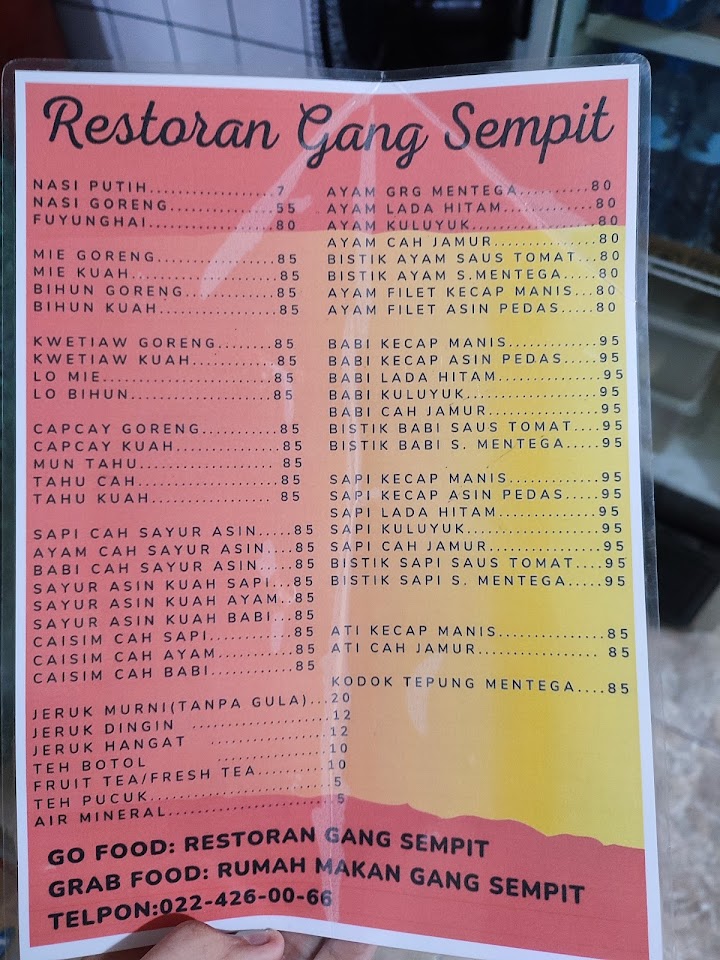 Restoran Gang Sempit
NASI PUTIH.................7
NASI GORENG..............55
FUYUNGHAI................80
MIE GORENG...............85
MIE KUAH..................85
BIHUN GORENG............85
BIHUN KUAH...............85
KWETIAW GORENG.......85
KWETIAW KUAH..........85
LO MIE.....................85
LO BIHUN..................85
CAPCAY GORENG.........85
CAPCAY KUAH.............85
MUN TAHU................. 85
TAHU CAH..................85
TAHU KUAH............... 85
SAPI CAH SAYUR ASIN.....85
AYAM CAH SAYUR ASIN....85
BABI CAH SAYUR ASIN.....85
SAYUR ASIN KUAH SAPI...85
SAYUR ASIN KUAH AYAM..85
SAYUR ASIN KUAH BABI...85
CAISIM CAH SAPI...........85
CAISIM CAH AYAM..........85
CAISIM CAH BABI...........85
JERUK MURNI(TANPA GULA)...20
JERUK DINGIN ..................12
JERUK HANGAT ...............12
TEH BOTOL ..............10
FRUIT TEA/FRESH TEA.........10
TEH PUCUK........................5
AIR MINERAL......................5
AYAM GRG MENTEGA..........80
AYAM LADA HITAM............80
AYAM KULUYUK................80
AYAM CAH JAMUR..............80
BISTIK AYAM SAUS TOMAT...80
BISTIK AYAM S.MENTEGA.....80
AYAM FILET KECAP MANIS...80
AYAM FILET ASIN PEDAS.....80
BABI KECAP MANIS............95
BABI KECAP ASIN PEDAS.....95
BABI LADA HITAM..............95
BABI KULUYUK.................95
BABI CAH JAMUR...............95
BISTIK BABI SAUS TOMAT....95
BISTIK BABI S. MENTEGA.....95
SAPI KECAP MANIS............95
SAPI KECAP ASIN PEDAS.....95
SAPI LADA HITAM..............95
SAPI KULUYUK.................95
SAPI CAH JAMUR...............95
BISTIK SAPI SAUS TOMAT....95
BISTIK SAPI S. MENTEGA.....95
ATI KECAP MANIS..............85
ATI CAH JAMUR................ 85
KODOK TEPUNG MENTEGA....85
GO FOOD: RESTORAN GANG SEMPIT
GRAB FOOD: RUMAH MAKAN GANG SEMPIT
TELPON:022-426-00-66